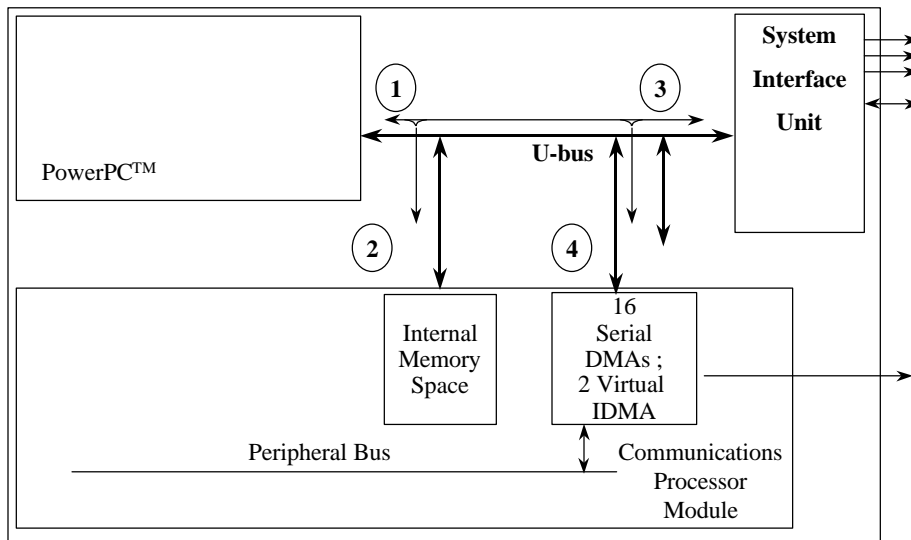 System
Interface
Unit
1
3
U-bus
PowerPC™
2
4
Internal
Memory
Space
16
Serial
DMAs ;
2 Virtual
IDMA
Peripheral Bus
Communications
Processor
Module